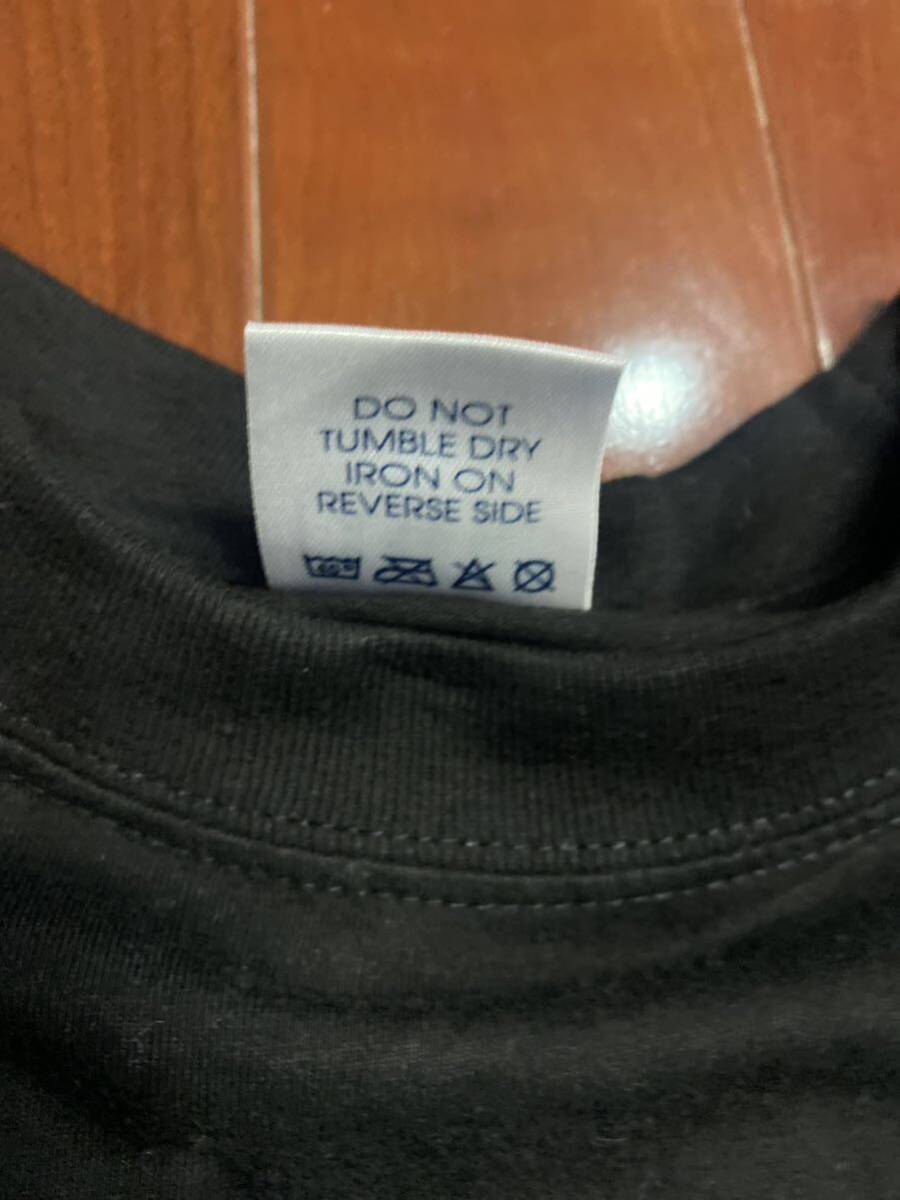 DO NOT
TUMBLE DRY
IRON ON
REVERSE SIDE